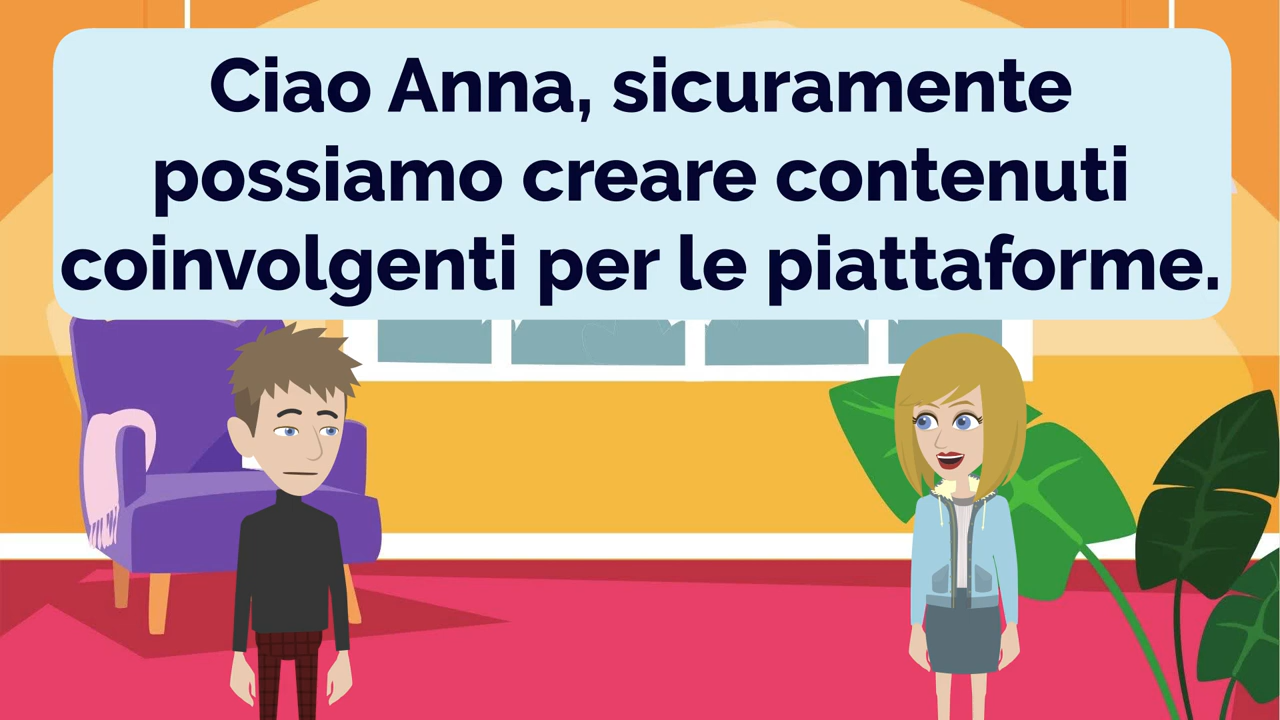 Ciao Anna, sicuramente
possiamo creare contenuti
coinvolgenti per le piattaforme.